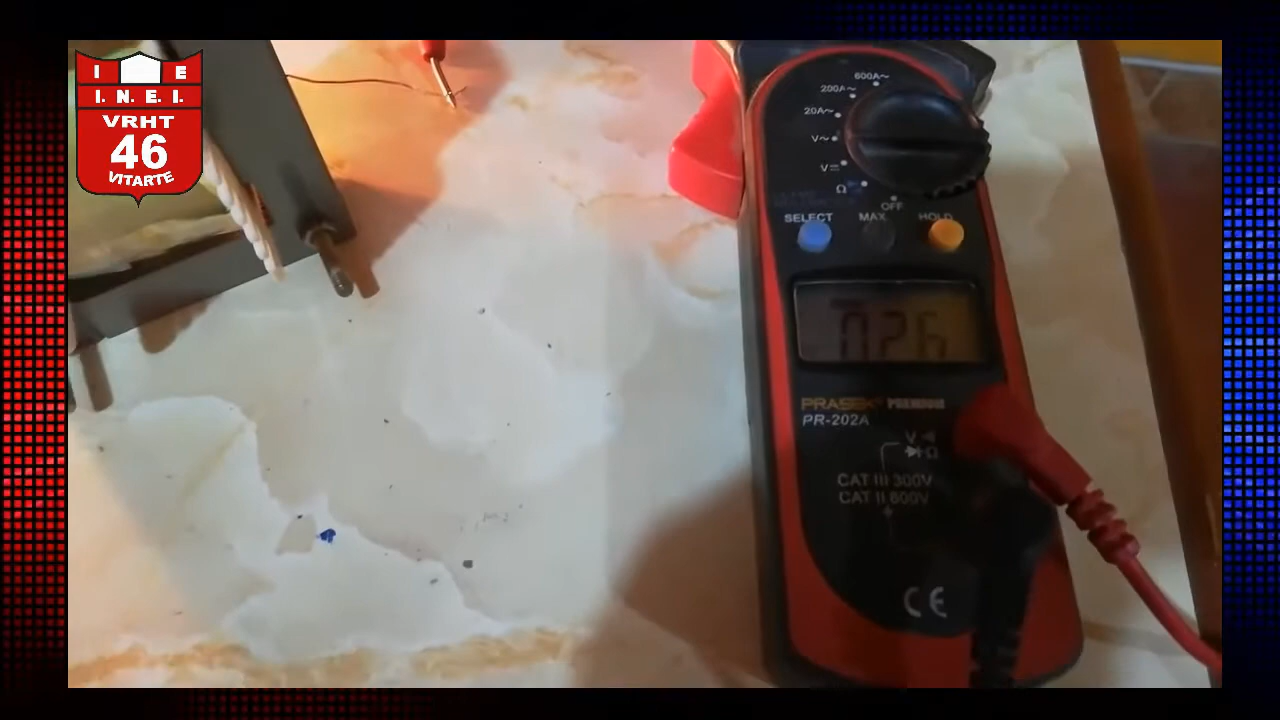 I E
I. N. E. I.
VRHT
46
VITARTE
600A~
200A~
20A~
V~
V⎓
Ω
OFF
SELECT
MAX
HOLD
PRASEK PREMIUM
PR-202A
V
Ω
CAT III 300V
CAT II 600V
CE